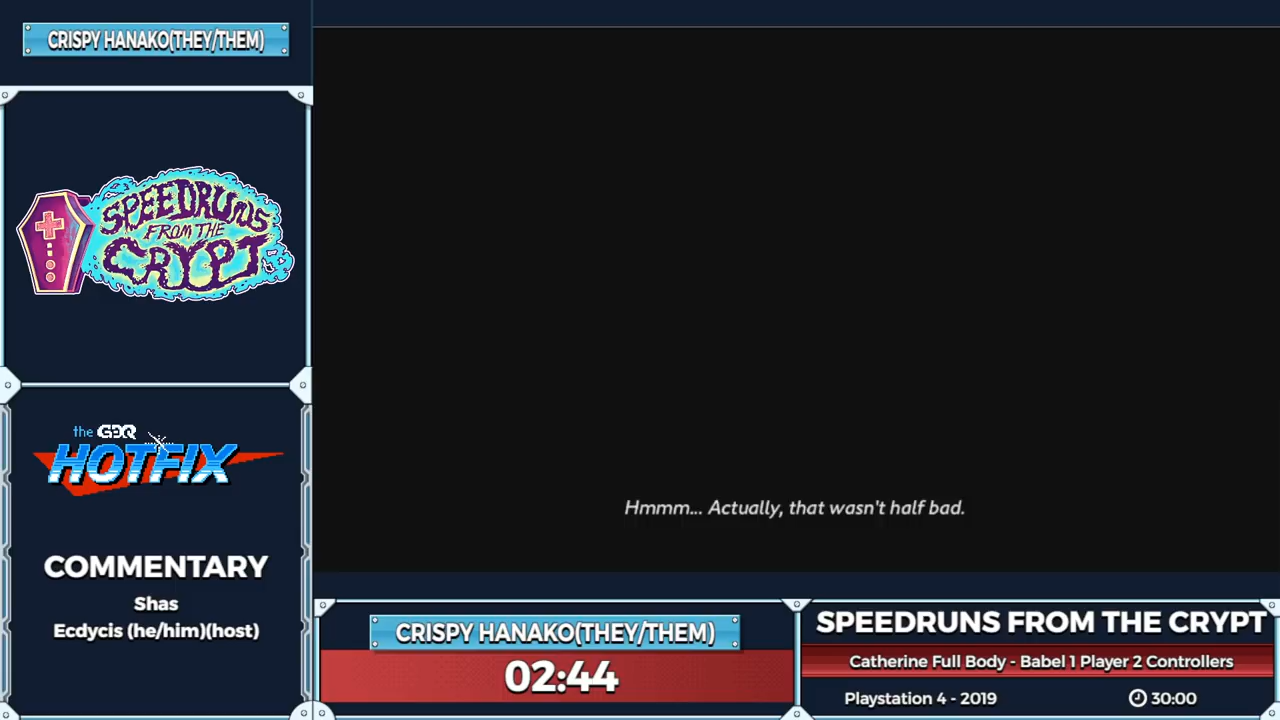 CRISPY HANAKO(THEY/THEM)
SPEEDRUNS
FROM THE
CRYPT
the GDQ
HOTFIX
COMMENTARY
Shas
Ecdycis (he/him)(host)
Hmmm... Actually, that wasn't half bad.
CRISPY HANAKO(THEY/THEM)
02:44
SPEEDRUNS FROM THE CRYPT
Catherine Full Body - Babel 1 Player 2 Controllers
Playstation 4 - 2019
30:00